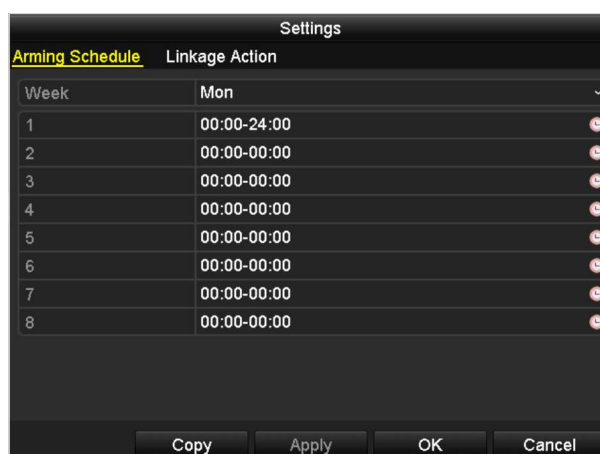 Settings
Arming Schedule Linkage Action
Week Mon
1 00:00-24:00
2 00:00-00:00
3 00:00-00:00
4 00:00-00:00
5 00:00-00:00
6 00:00-00:00
7 00:00-00:00
8 00:00-00:00
Copy Apply OK Cancel